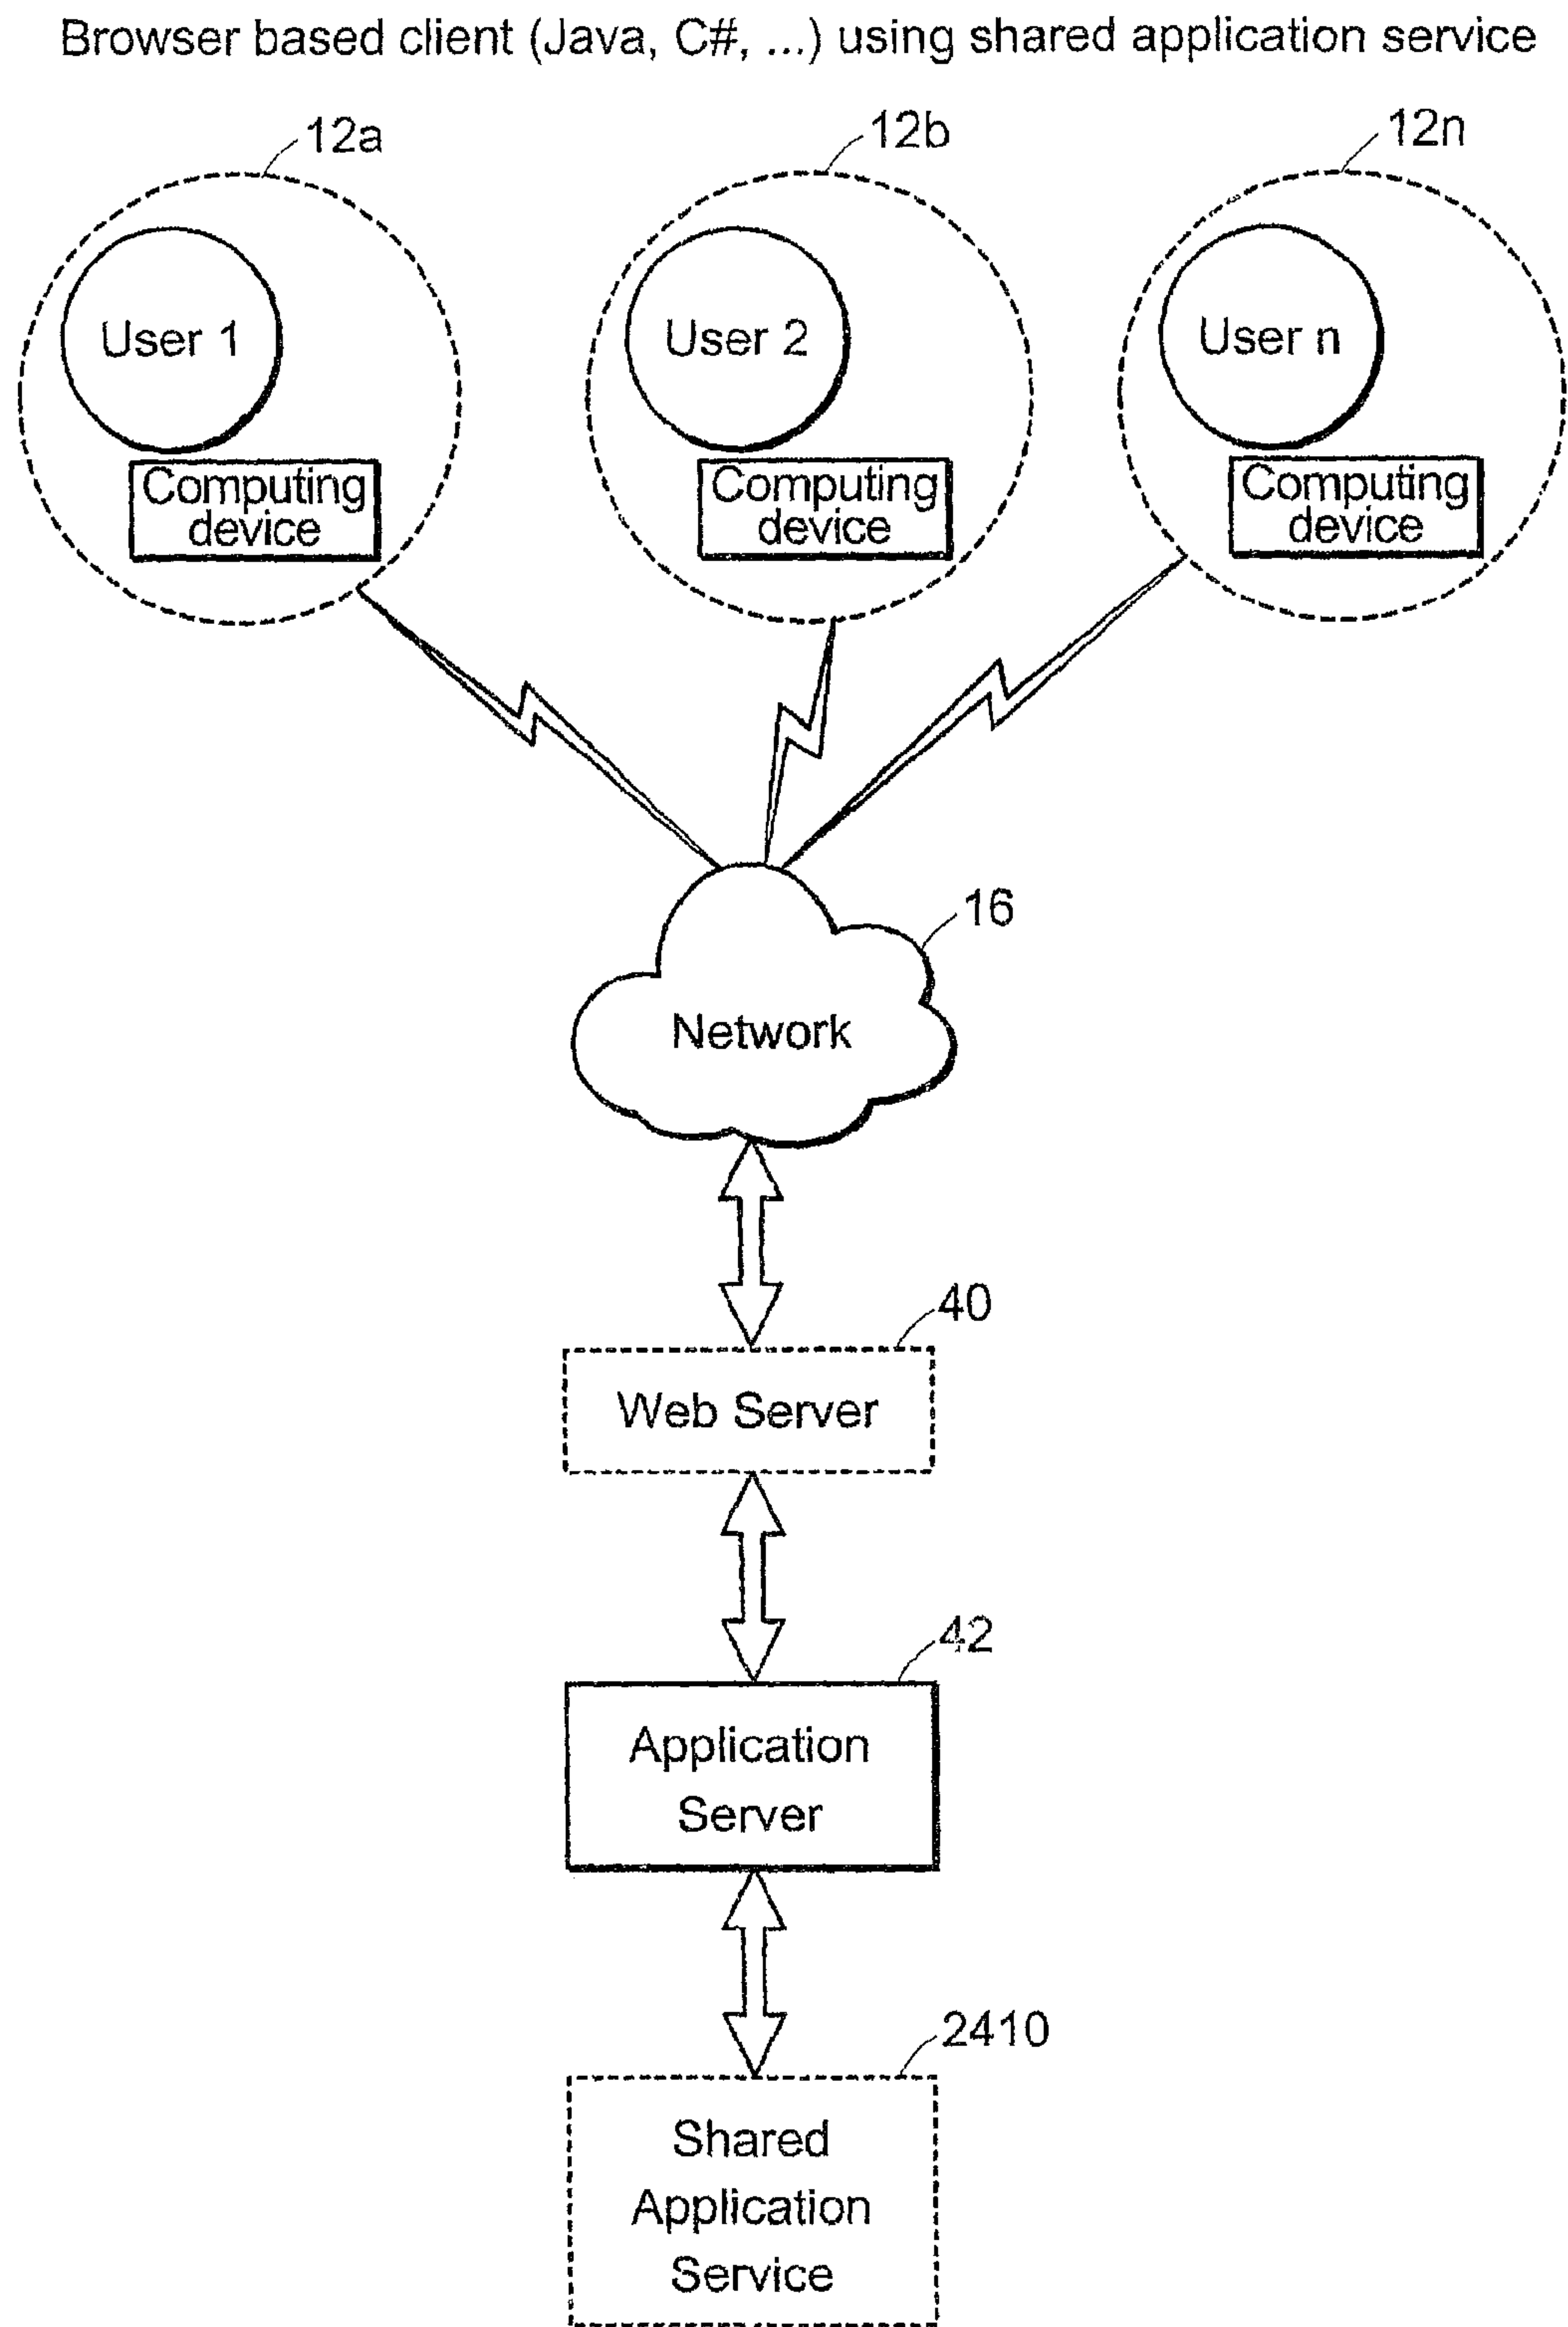 Browser based client (Java, C#, ...) using shared application service
12a
12b
12n
User 1
User 2
User n
Computing
device
Computing
device
Computing
device
16
Network
40
Web Server
42
Application
Server
2410
Shared
Application
Service